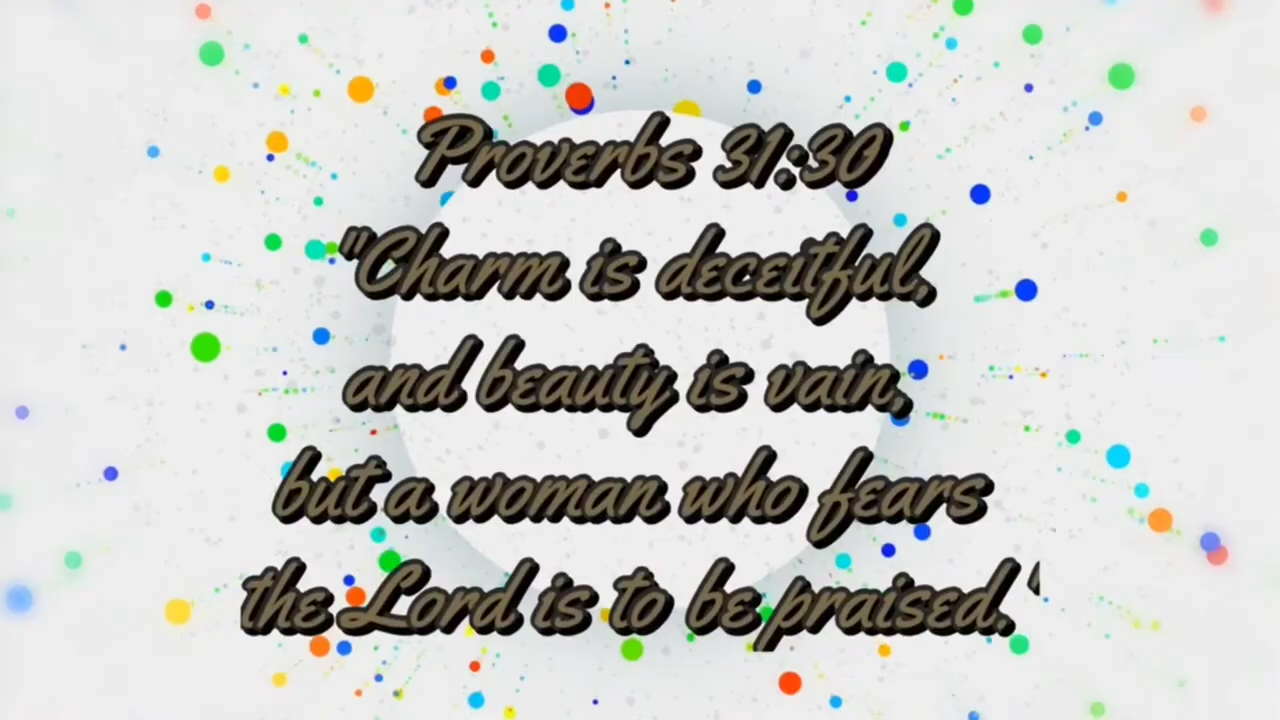 Proverbs 31:30
"Charm is deceitful,
and beauty is vain,
but a woman who fears
the Lord is to be praised."